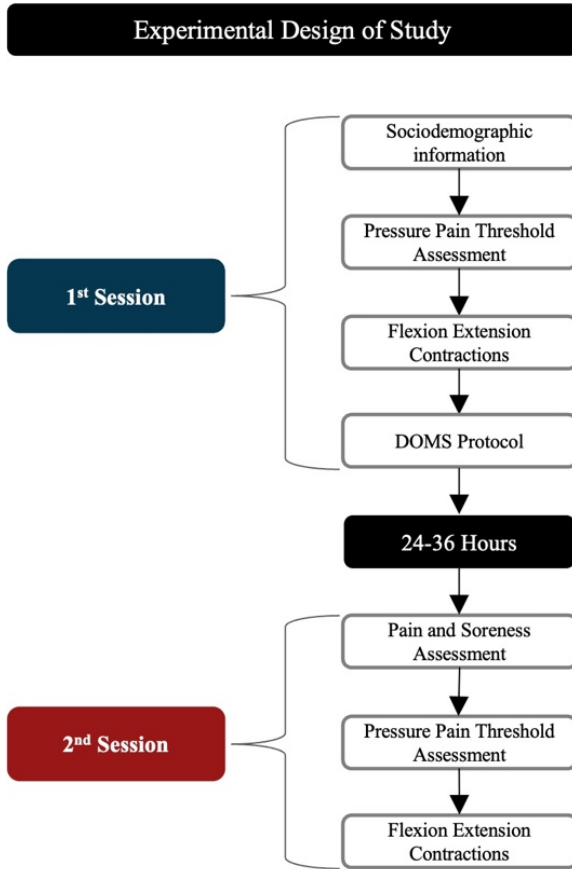 Experimental Design of Study
Sociodemographic
information
Pressure Pain Threshold
Assessment
1st Session
Flexion Extension
Contractions
DOMS Protocol
24-36 Hours
Pain and Soreness
Assessment
2nd Session
Pressure Pain Threshold
Assessment
Flexion Extension
Contractions